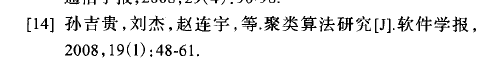 [14] 孙吉贵,刘杰,赵连宇,等.聚类算法研究[J].软件学报,
2008,19(1):48-61.